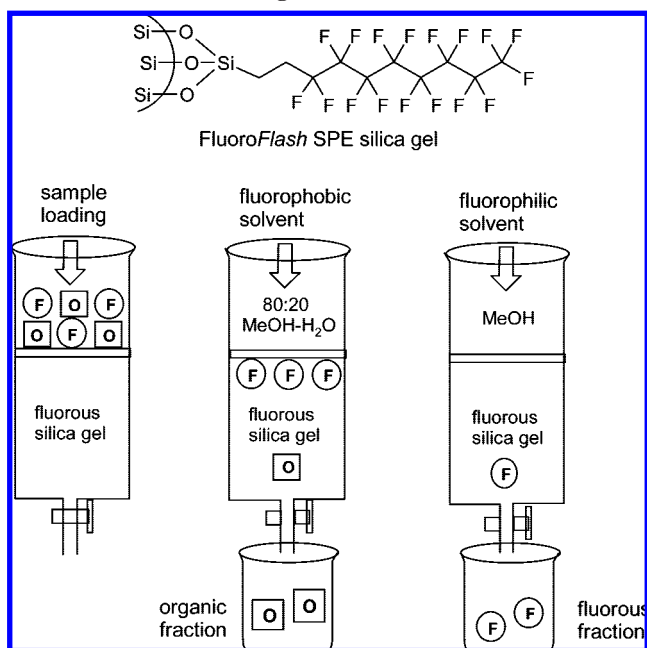 Si O F F F F F F F F
Si O Si F
Si O F F F F F F F F
FluoroFlash SPE silica gel
sample
loading
fluorophobic
solvent
fluorophilic
solvent
F O F
O F O
80:20
MeOH-H2O
MeOH
F F F
fluorous
silica gel
fluorous
silica gel
fluorous
silica gel
O
F
organic
fraction
O O
F F
fluorous
fraction